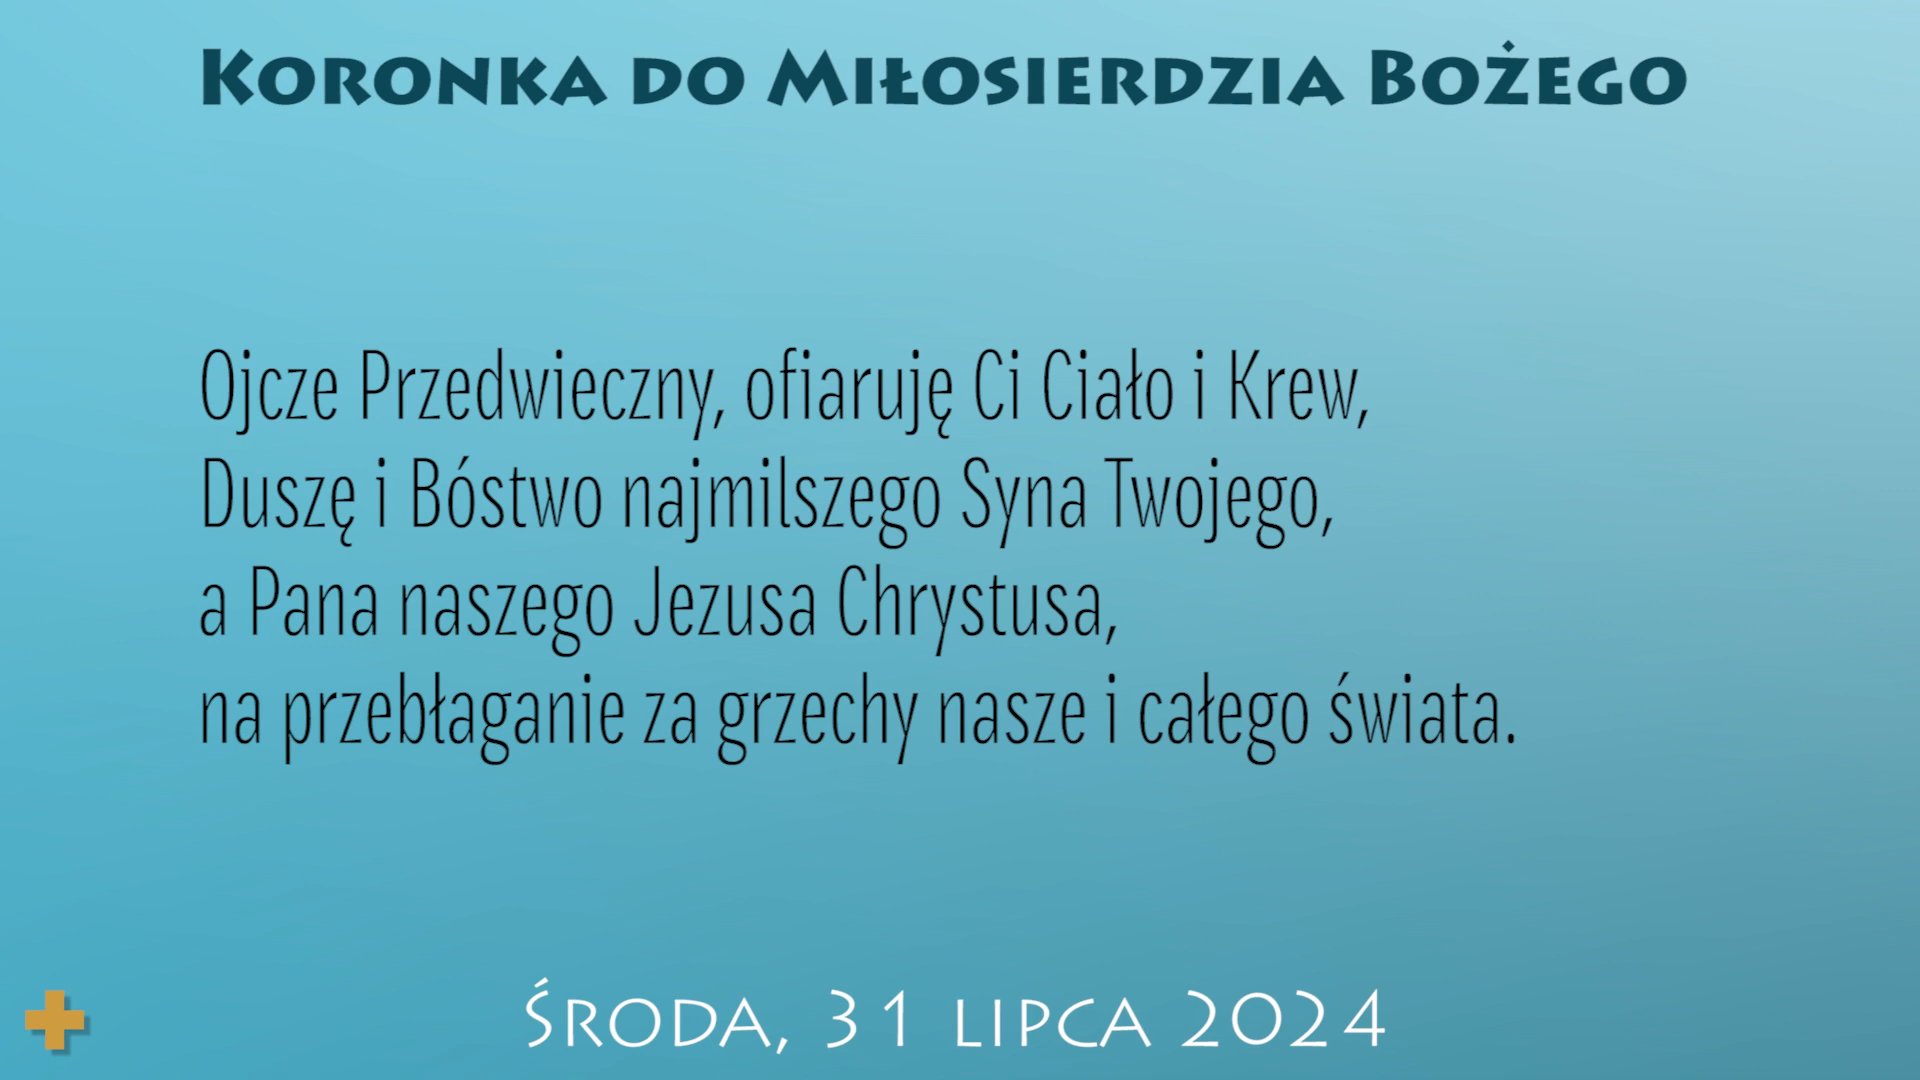 Koronka do Miłosierdzia Bożego
Ojcze Przedwieczny, ofiaruję Ci Ciało i Krew,
Duszę i Bóstwo najmilszego Syna Twojego,
a Pana naszego Jezusa Chrystusa,
na przebłaganie za grzechy nasze i całego świata.
Środa, 31 lipca 2024